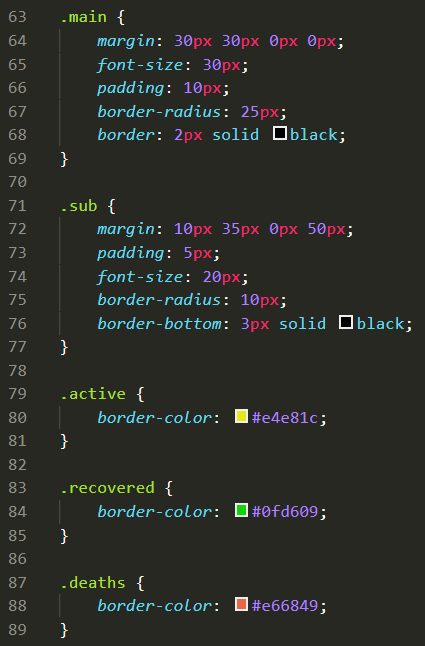 63 .main {
64 margin: 30px 30px 0px 0px;
65 font-size: 30px;
66 padding: 10px;
67 border-radius: 25px;
68 border: 2px solid black;
69 }
70
71 .sub {
72 margin: 10px 35px 0px 50px;
73 padding: 5px;
74 font-size: 20px;
75 border-radius: 10px;
76 border-bottom: 3px solid black;
77 }
78
79 .active {
80 border-color: #e4e81c;
81 }
82
83 .recovered {
84 border-color: #0fd609;
85 }
86
87 .deaths {
88 border-color: #e66849;
89 }